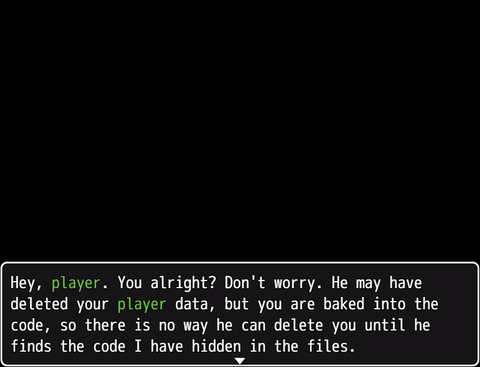 Hey, player. You alright? Don't worry. He may have
deleted your player data, but you are baked into the
code, so there is no way he can delete you until he
finds the code I have hidden in the files.